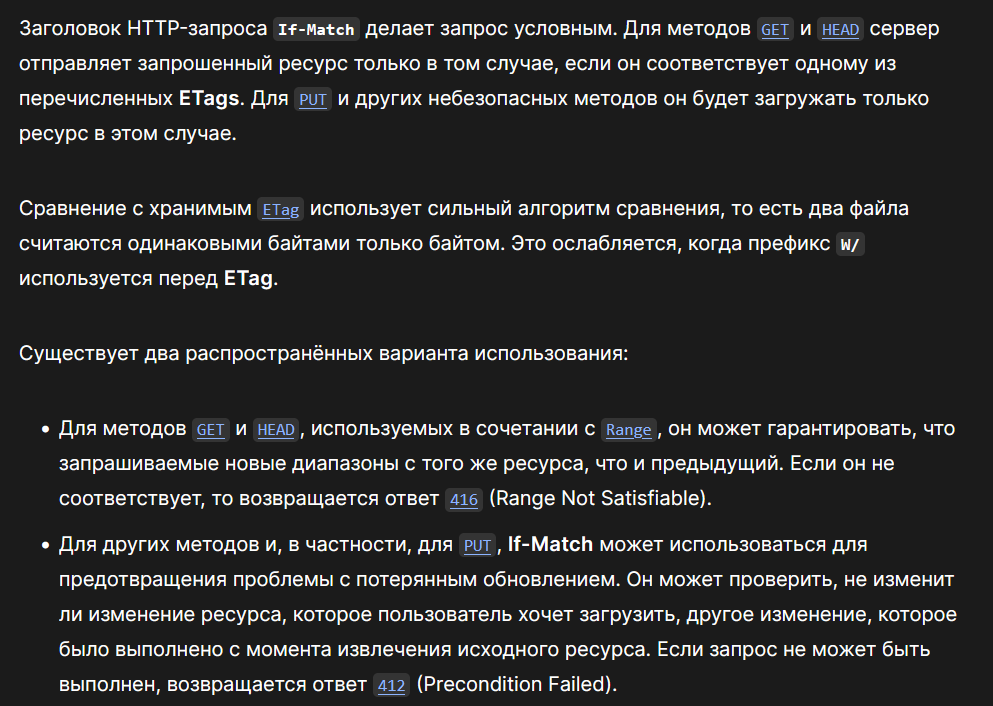 Заголовок HTTP-запроса If-Match делает запрос условным. Для методов GET и HEAD сервер
отправляет запрошенный ресурс только в том случае, если он соответствует одному из
перечисленных ETags. Для PUT и других небезопасных методов он будет загружать только
ресурс в этом случае.
Сравнение с хранимым ETag использует сильный алгоритм сравнения, то есть два файла
считаются одинаковыми байтами только байтом. Это ослабляется, когда префикс W/
используется перед ETag.
Существует два распространённых варианта использования:
• Для методов GET и HEAD, используемых в сочетании с Range, он может гарантировать, что
запрашиваемые новые диапазоны с того же ресурса, что и предыдущий. Если он не
соответствует, то возвращается ответ 416 (Range Not Satisfiable).
• Для других методов и, в частности, для PUT, If-Match может использоваться для
предотвращения проблемы с потерянным обновлением. Он может проверить, не изменит
ли изменение ресурса, которое пользователь хочет загрузить, другое изменение, которое
было выполнено с момента извлечения исходного ресурса. Если запрос не может быть
выполнен, возвращается ответ 412 (Precondition Failed).